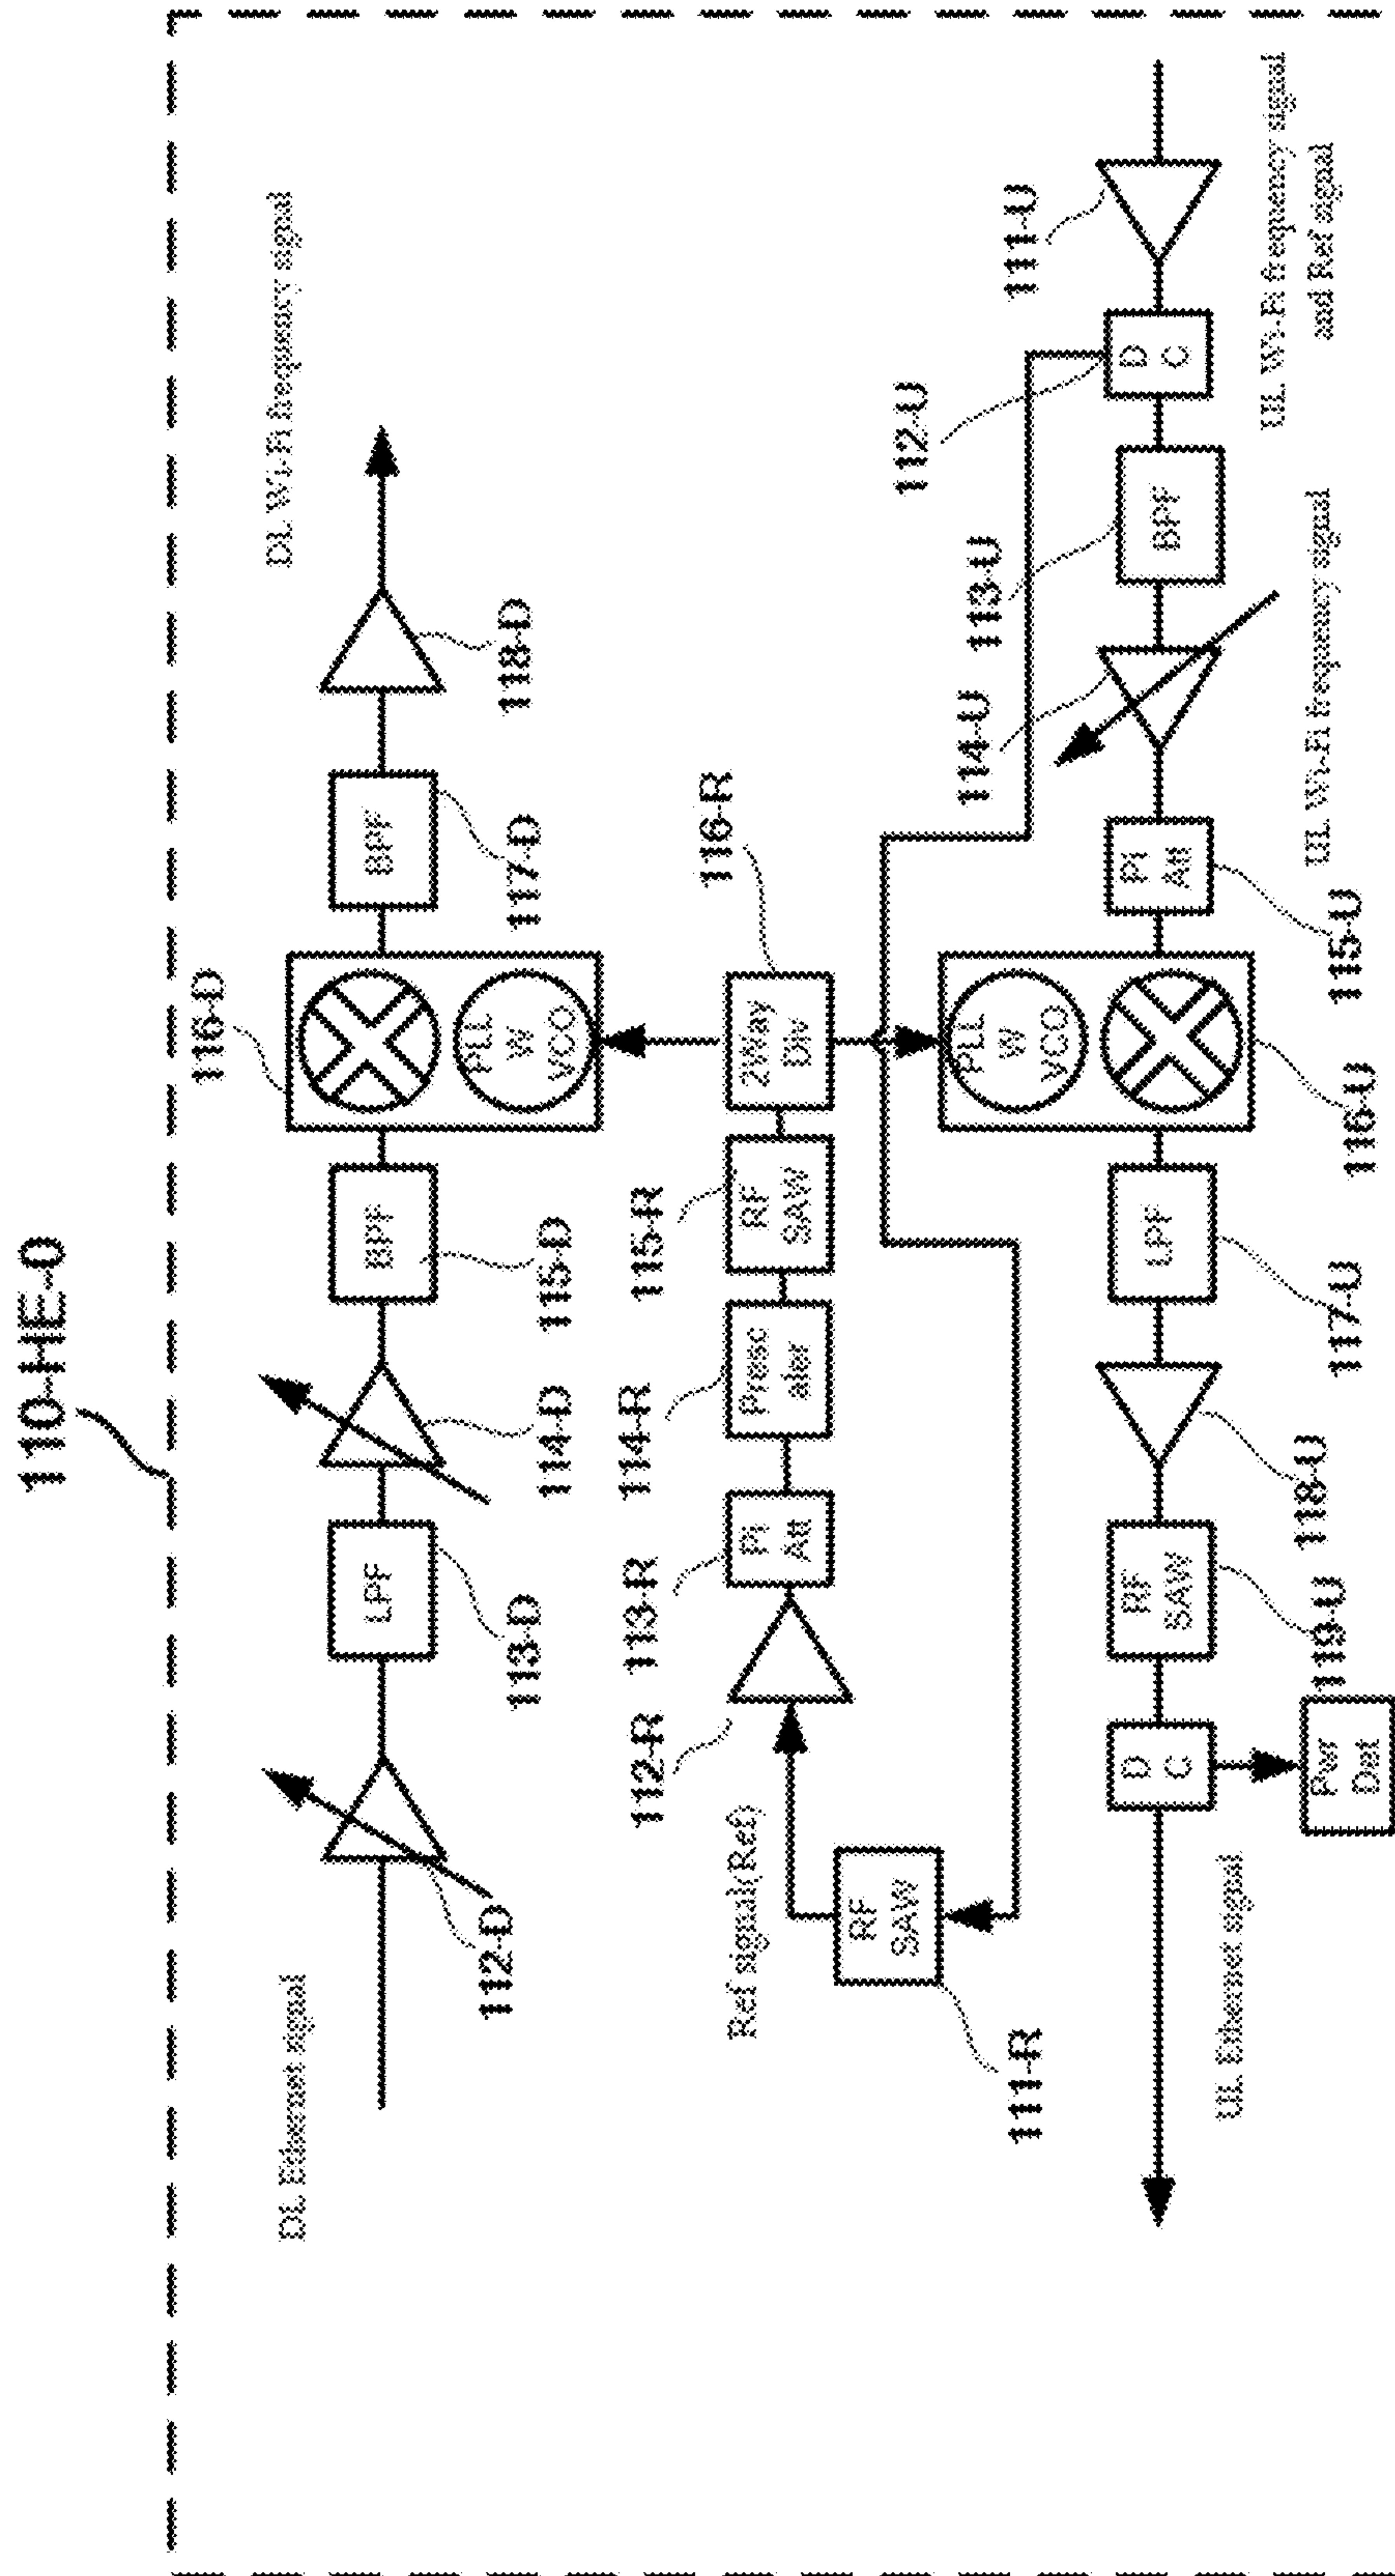 110-HE-0
DL Ethernet signal
112-D
LPF
113-D
114-D
BPF
115-D
PLL
W
VCO
116-D
BPF
117-D
118-D
DL Wi-Fi frequency signal
Ref signal(Ref)
RF
SAW
111-R
112-R
Pi
Att
113-R
Presc
aler
114-R
RF
SAW
115-R
2Way
Div
116-R
UL Ethernet signal
D
C
Pwr
Det
RF
SAW
119-U
118-U
LPF
117-U
PLL
W
VCO
116-U
Pi
Att
115-U
114-U
UL Wi-Fi frequency signal
BPF
113-U
D
C
112-U
111-U
UL Wi-Fi frequency signal
and Ref signal